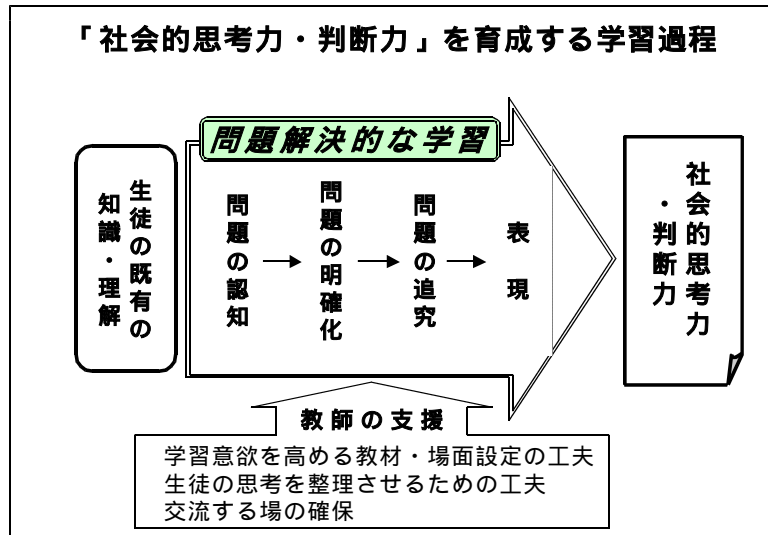 「社会的思考力・判断力」を育成する学習過程
問題解決的な学習
生徒の既有の
知識・理解
問題の認知
問題の明確化
問題の追究
表現
社会的思考力
・判断力
教師の支援
学習意欲を高める教材・場面設定の工夫
生徒の思考を整理させるための工夫
交流する場の確保